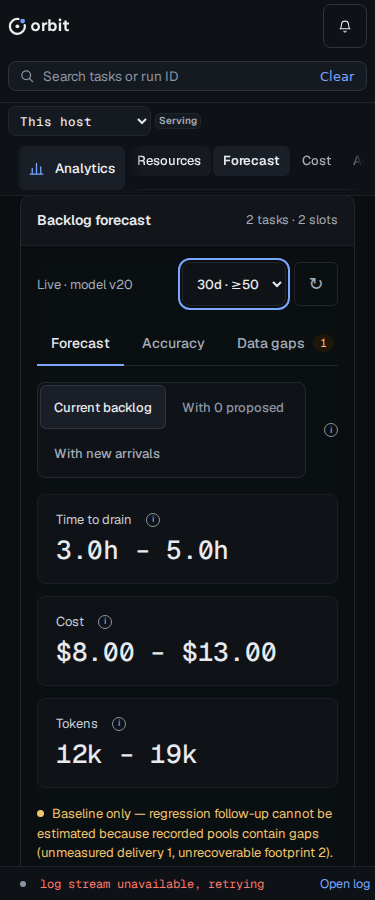 orbit
Search tasks or run ID Clear
This host Serving
Analytics Resources Forecast Cost A
Backlog forecast 2 tasks · 2 slots
Live · model v20 30d · ≥50
Forecast Accuracy Data gaps 1
Current backlog With 0 proposed
With new arrivals
Time to drain
3.0h – 5.0h
Cost
$8.00 – $13.00
Tokens
12k – 19k
Baseline only — regression follow-up cannot be
estimated because recorded pools contain gaps
(unmeasured delivery 1, unrecoverable footprint 2).
log stream unavailable, retrying Open log